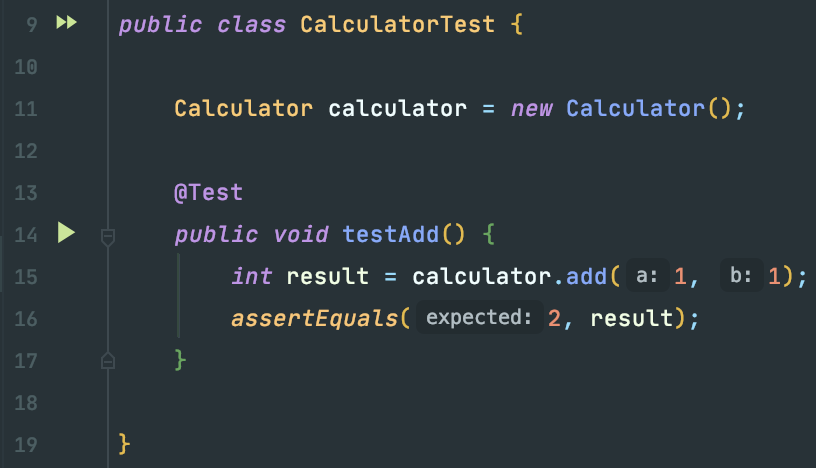 9 public class CalculatorTest {
10
11 Calculator calculator = new Calculator();
12
13 @Test
14 public void testAdd() {
15 int result = calculator.add( a: 1, b: 1);
16 assertEquals( expected: 2, result);
17 }
18
19 }